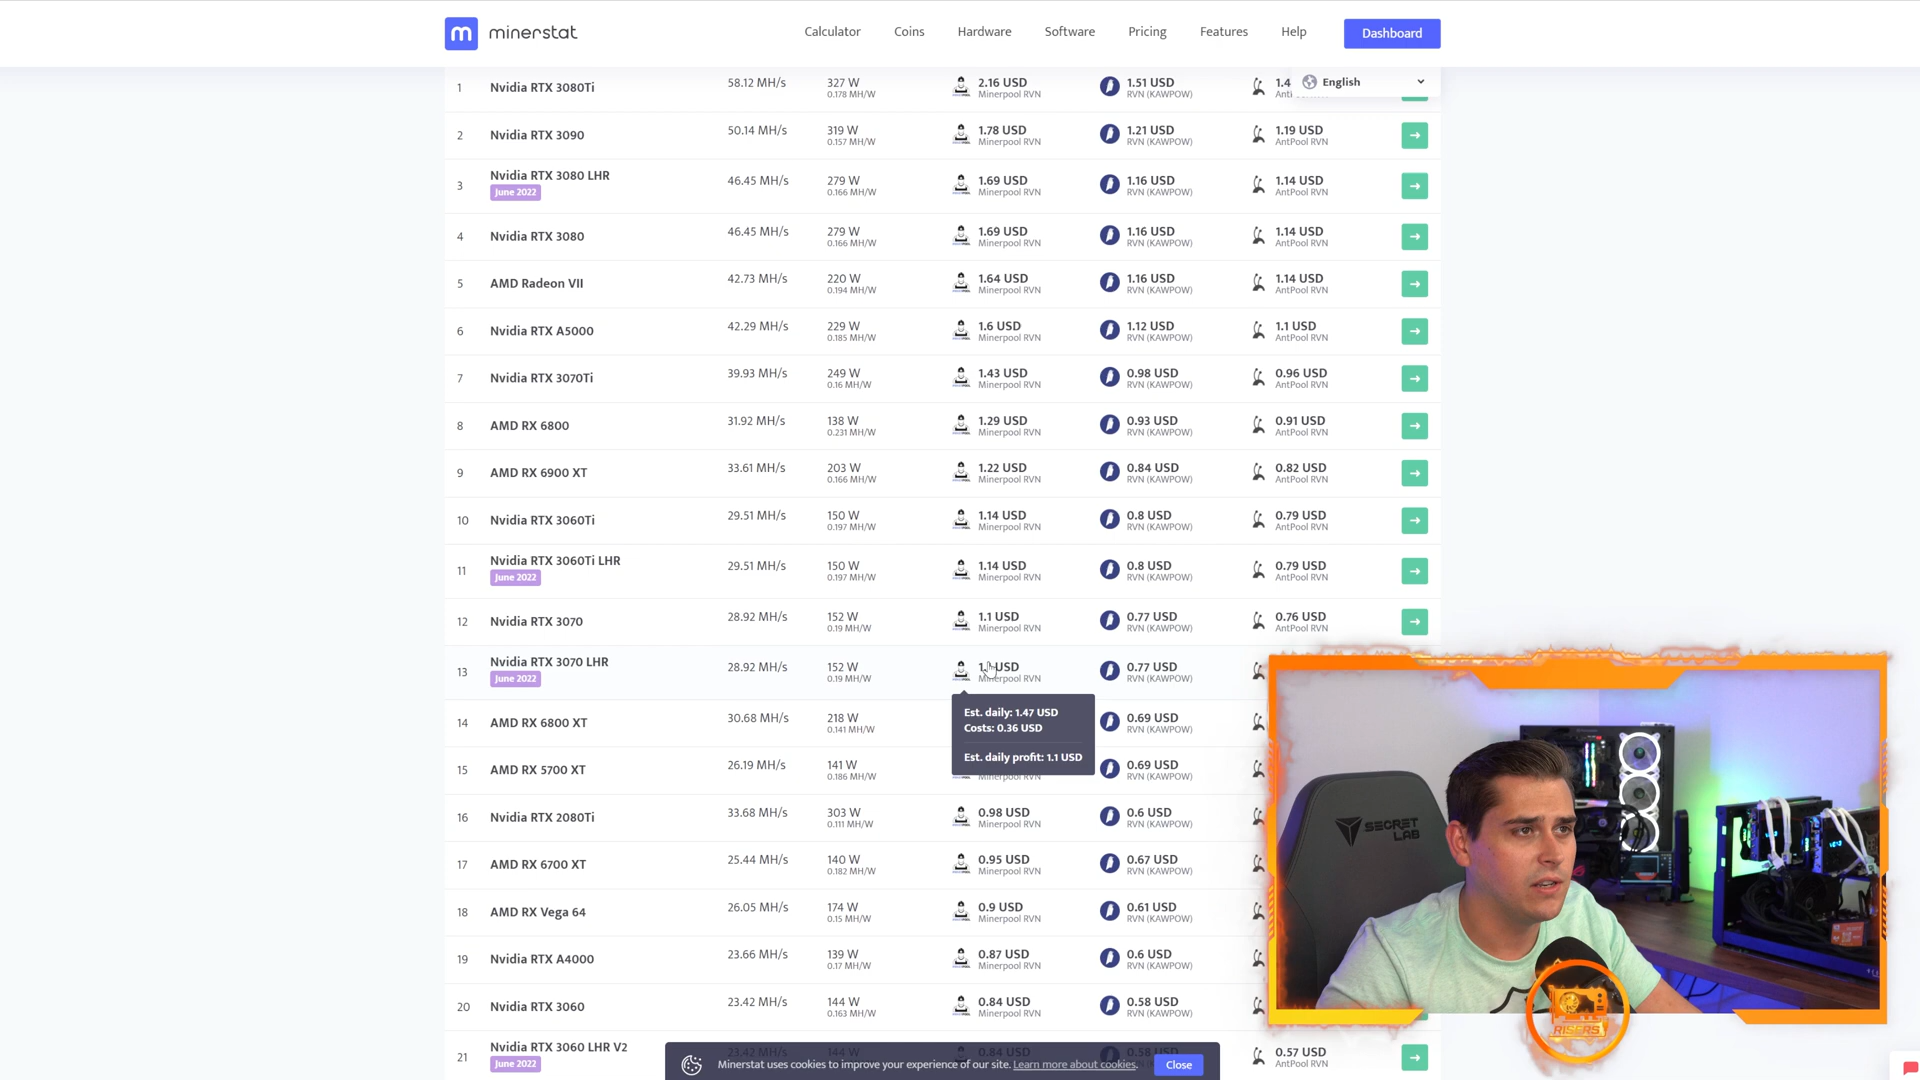 minerstat
Calculator
Coins
Hardware
Software
Pricing
Features
Help
Dashboard
English
1 Nvidia RTX 3080Ti 58.12 MH/s 327 W 2.16 USD 1.51 USD 1.4
0.178 MH/W Minerpool RVN RVN (KAWPOW)
2 Nvidia RTX 3090 50.14 MH/s 319 W 1.78 USD 1.21 USD 1.19 USD
0.157 MH/W Minerpool RVN RVN (KAWPOW) AntPool RVN
3 Nvidia RTX 3080 LHR 46.45 MH/s 279 W 1.69 USD 1.16 USD 1.14 USD
June 2022 0.166 MH/W Minerpool RVN RVN (KAWPOW) AntPool RVN
4 Nvidia RTX 3080 46.45 MH/s 279 W 1.69 USD 1.16 USD 1.14 USD
0.166 MH/W Minerpool RVN RVN (KAWPOW) AntPool RVN
5 AMD Radeon VII 42.73 MH/s 220 W 1.64 USD 1.16 USD 1.14 USD
0.194 MH/W Minerpool RVN RVN (KAWPOW) AntPool RVN
6 Nvidia RTX A5000 42.29 MH/s 229 W 1.6 USD 1.12 USD 1.1 USD
0.185 MH/W Minerpool RVN RVN (KAWPOW) AntPool RVN
7 Nvidia RTX 3070Ti 39.93 MH/s 249 W 1.43 USD 0.98 USD 0.96 USD
0.16 MH/W Minerpool RVN RVN (KAWPOW) AntPool RVN
8 AMD RX 6800 31.92 MH/s 138 W 1.29 USD 0.93 USD 0.91 USD
0.231 MH/W Minerpool RVN RVN (KAWPOW) AntPool RVN
9 AMD RX 6900 XT 33.61 MH/s 203 W 1.22 USD 0.84 USD 0.82 USD
0.166 MH/W Minerpool RVN RVN (KAWPOW) AntPool RVN
10 Nvidia RTX 3060Ti 29.51 MH/s 150 W 1.14 USD 0.8 USD 0.79 USD
0.197 MH/W Minerpool RVN RVN (KAWPOW) AntPool RVN
11 Nvidia RTX 3060Ti LHR 29.51 MH/s 150 W 1.14 USD 0.8 USD 0.79 USD
June 2022 0.197 MH/W Minerpool RVN RVN (KAWPOW) AntPool RVN
12 Nvidia RTX 3070 28.92 MH/s 152 W 1.1 USD 0.77 USD 0.76 USD
0.19 MH/W Minerpool RVN RVN (KAWPOW) AntPool RVN
13 Nvidia RTX 3070 LHR 28.92 MH/s 152 W USD 0.77 USD
June 2022 0.19 MH/W Minerpool RVN RVN (KAWPOW)
Est. daily: 1.47 USD
Costs: 0.36 USD
Est. daily profit: 1.1 USD
14 AMD RX 6800 XT 30.68 MH/s 218 W 0.69 USD
0.141 MH/W RVN (KAWPOW)
15 AMD RX 5700 XT 26.19 MH/s 141 W 0.69 USD
0.186 MH/W Minerpool RVN RVN (KAWPOW)
16 Nvidia RTX 2080Ti 33.68 MH/s 303 W 0.98 USD 0.6 USD
0.111 MH/W Minerpool RVN RVN (KAWPOW)
17 AMD RX 6700 XT 25.44 MH/s 140 W 0.95 USD 0.67 USD
0.182 MH/W Minerpool RVN RVN (KAWPOW)
18 AMD RX Vega 64 26.05 MH/s 174 W 0.9 USD 0.61 USD
0.15 MH/W Minerpool RVN RVN (KAWPOW)
19 Nvidia RTX A4000 23.66 MH/s 139 W 0.87 USD 0.6 USD
0.17 MH/W Minerpool RVN RVN (KAWPOW)
20 Nvidia RTX 3060 23.42 MH/s 144 W 0.84 USD 0.58 USD
0.163 MH/W Minerpool RVN RVN (KAWPOW)
21 Nvidia RTX 3060 LHR V2 23.42 MH/s 144 W 0.84 USD 0.58 USD 0.57 USD
June 2022 AntPool RVN
Minerstat uses cookies to improve your experience of our site. Learn more about cookies.
Close
SECRET
LAB
RISERS